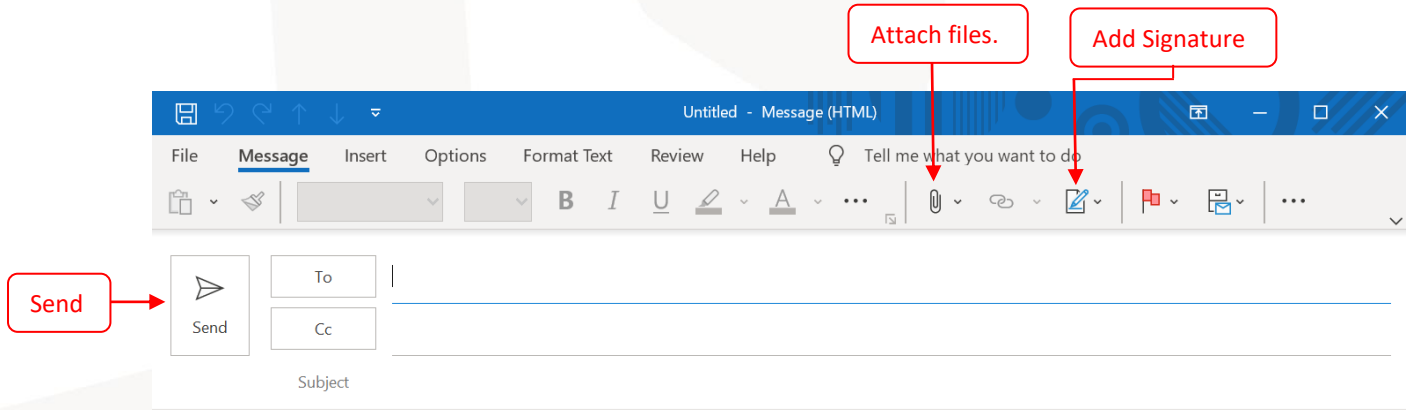 Attach files.
Add Signature
Untitled - Message (HTML)
File Message Insert Options Format Text Review Help Tell me what you want to do
B I U A
Send
Send
To
Cc
Subject